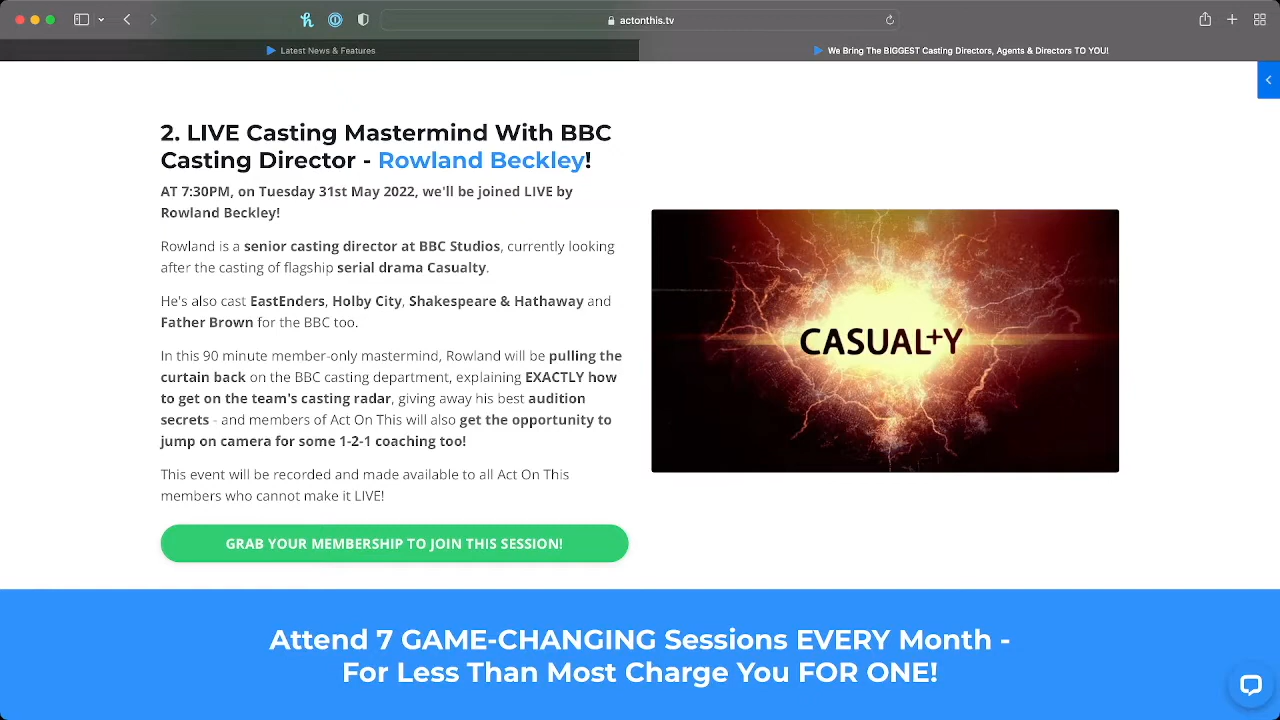 actonthis.tv
Latest News & Features
We Bring The BIGGEST Casting Directors, Agents & Directors TO YOU!
2. LIVE Casting Mastermind With BBC
Casting Director - Rowland Beckley!
AT 7:30PM, on Tuesday 31st May 2022, we'll be joined LIVE by
Rowland Beckley!
Rowland is a senior casting director at BBC Studios, currently looking
after the casting of flagship serial drama Casualty.
He's also cast EastEnders, Holby City, Shakespeare & Hathaway and
Father Brown for the BBC too.
In this 90 minute member-only mastermind, Rowland will be pulling the
curtain back on the BBC casting department, explaining EXACTLY how
to get on the team's casting radar, giving away his best audition
secrets - and members of Act On This will also get the opportunity to
jump on camera for some 1-2-1 coaching too!
This event will be recorded and made available to all Act On This
members who cannot make it LIVE!
GRAB YOUR MEMBERSHIP TO JOIN THIS SESSION!
CASUALTY
Attend 7 GAME-CHANGING Sessions EVERY Month -
For Less Than Most Charge You FOR ONE!